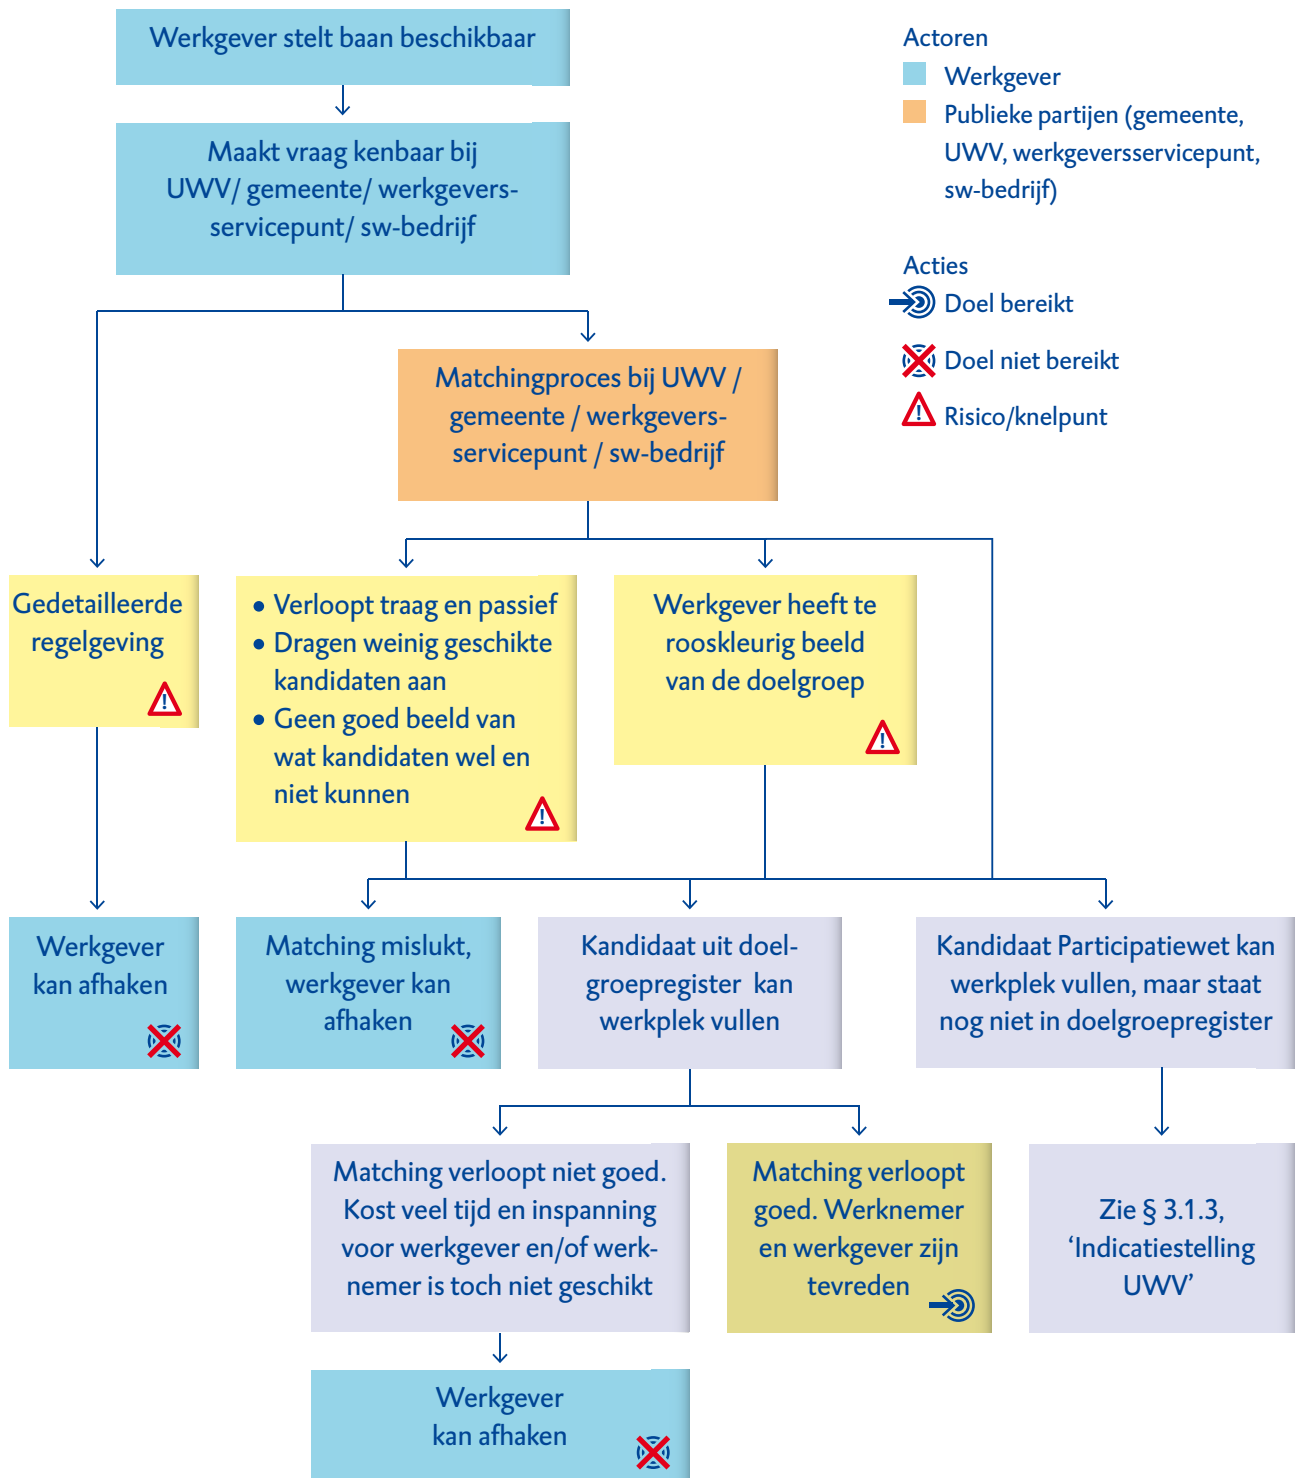 Werkgever stelt baan beschikbaar
Maakt vraag kenbaar bij
UWV/ gemeente/ werkgevers-
servicepunt/ sw-bedrijf
Actoren
Werkgever
Publieke partijen (gemeente,
UWV, werkgeversservicepunt,
sw-bedrijf)
Acties
Doel bereikt
Doel niet bereikt
Risico/knelpunt
Matchingproces bij UWV /
gemeente / werkgevers-
servicepunt / sw-bedrijf
Gedetailleerde
regelgeving
• Verloopt traag en passief
• Dragen weinig geschikte
kandidaten aan
• Geen goed beeld van
wat kandidaten wel en
niet kunnen
Werkgever heeft te
rooskleurig beeld
van de doelgroep
Werkgever
kan afhaken
Matching mislukt,
werkgever kan
afhaken
Kandidaat uit doel-
groepregister kan
werkplek vullen
Kandidaat Participatiewet kan
werkplek vullen, maar staat
nog niet in doelgroepregister
Matching verloopt niet goed.
Kost veel tijd en inspanning
voor werkgever en/of werk-
nemer is toch niet geschikt
Matching verloopt
goed. Werknemer
en werkgever zijn
tevreden
Zie § 3.1.3,
‘Indicatiestelling
UWV’
Werkgever
kan afhaken